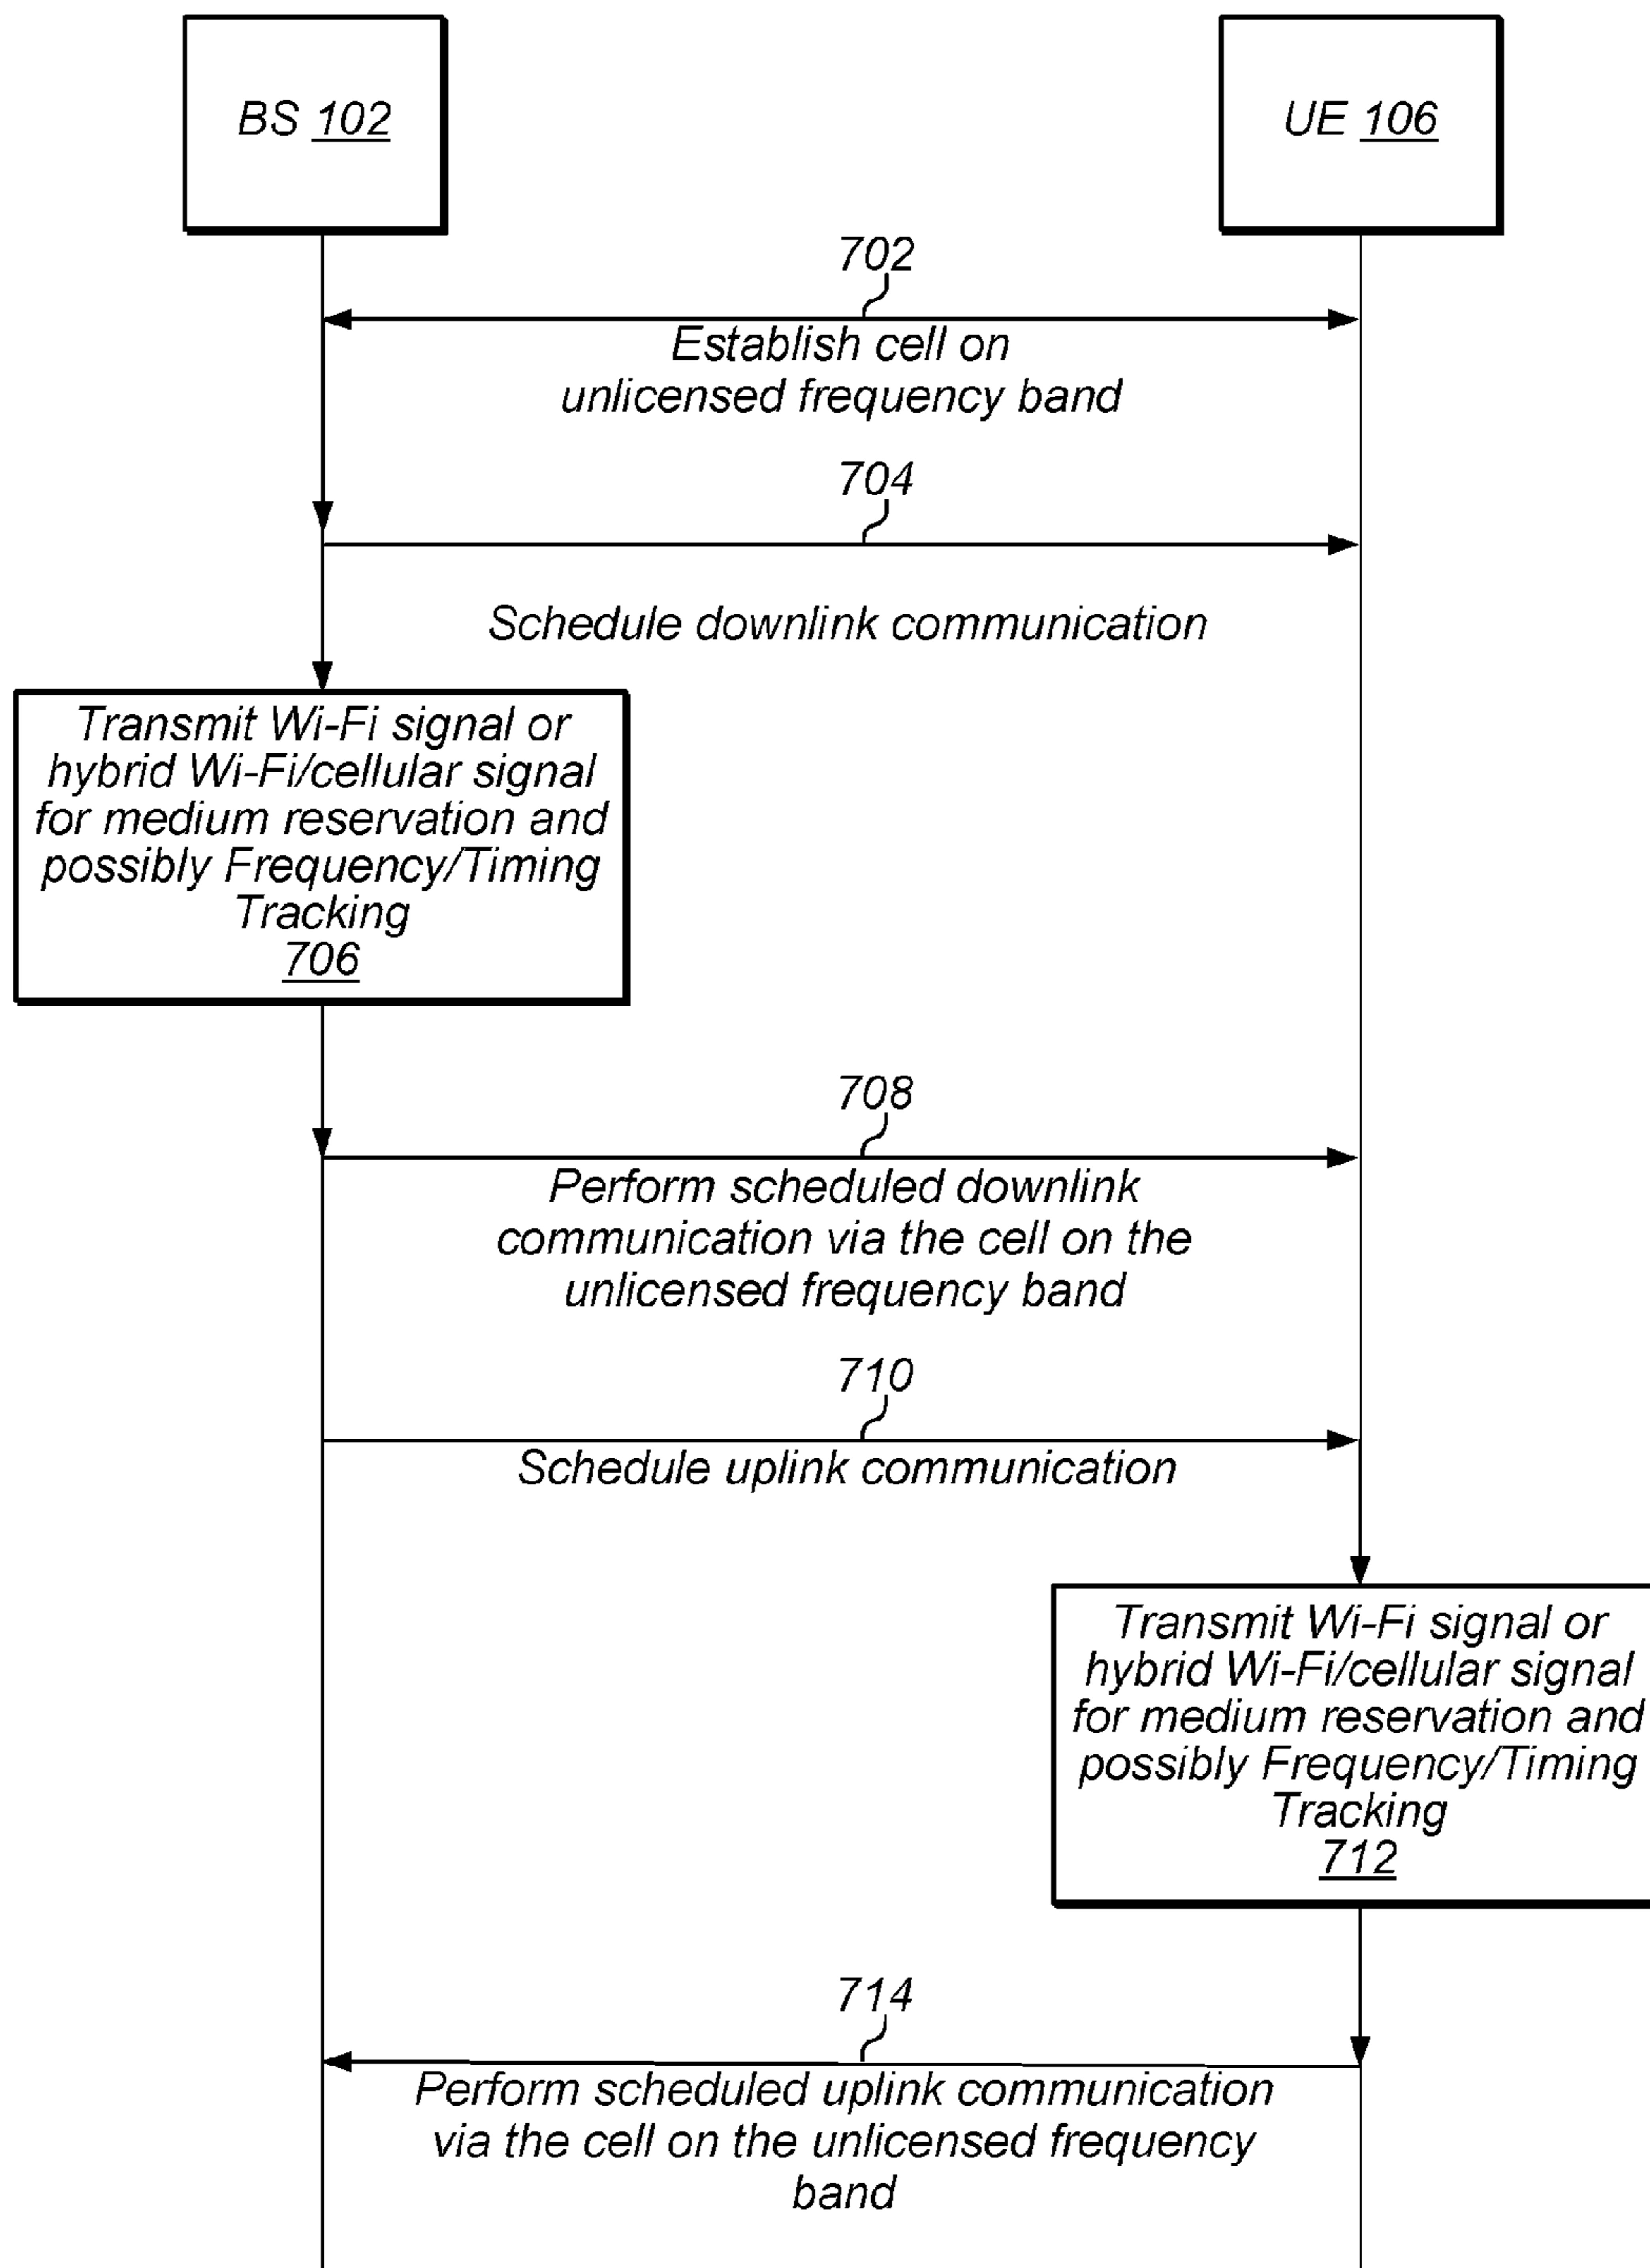 BS 102
UE 106
702
Establish cell on
unlicensed frequency band
704
Schedule downlink communication
Transmit Wi-Fi signal or
hybrid Wi-Fi/cellular signal
for medium reservation and
possibly Frequency/Timing
Tracking
706
708
Perform scheduled downlink
communication via the cell on the
unlicensed frequency band
710
Schedule uplink communication
Transmit Wi-Fi signal or
hybrid Wi-Fi/cellular signal
for medium reservation and
possibly Frequency/Timing
Tracking
712
714
Perform scheduled uplink communication
via the cell on the unlicensed frequency
band